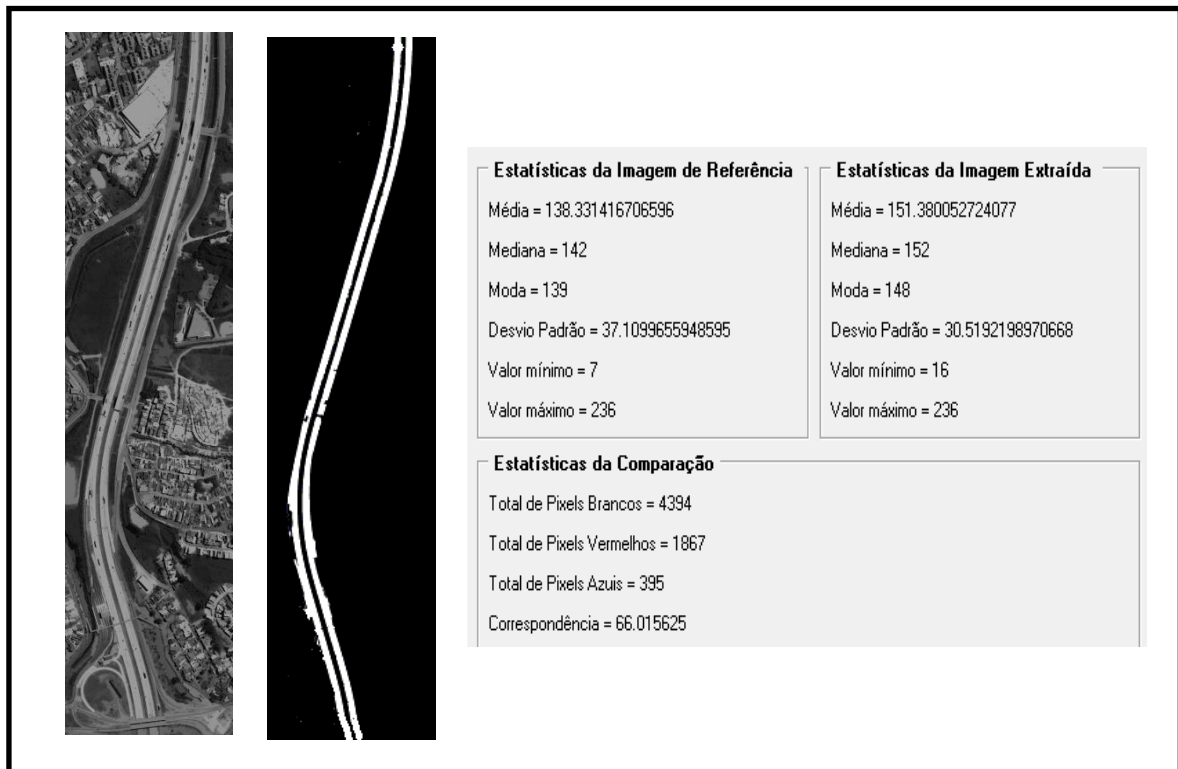 Estatísticas da Imagem de Referência
Média = 138.331416706596
Mediana = 142
Moda = 139
Desvio Padrão = 37.1099655948595
Valor mínimo = 7
Valor máximo = 236
Estatísticas da Imagem Extraída
Média = 151.380052724077
Mediana = 152
Moda = 148
Desvio Padrão = 30.5192198970668
Valor mínimo = 16
Valor máximo = 236
Estatísticas da Comparação
Total de Pixels Brancos = 4394
Total de Pixels Vermelhos = 1867
Total de Pixels Azuis = 395
Correspondência = 66.015625